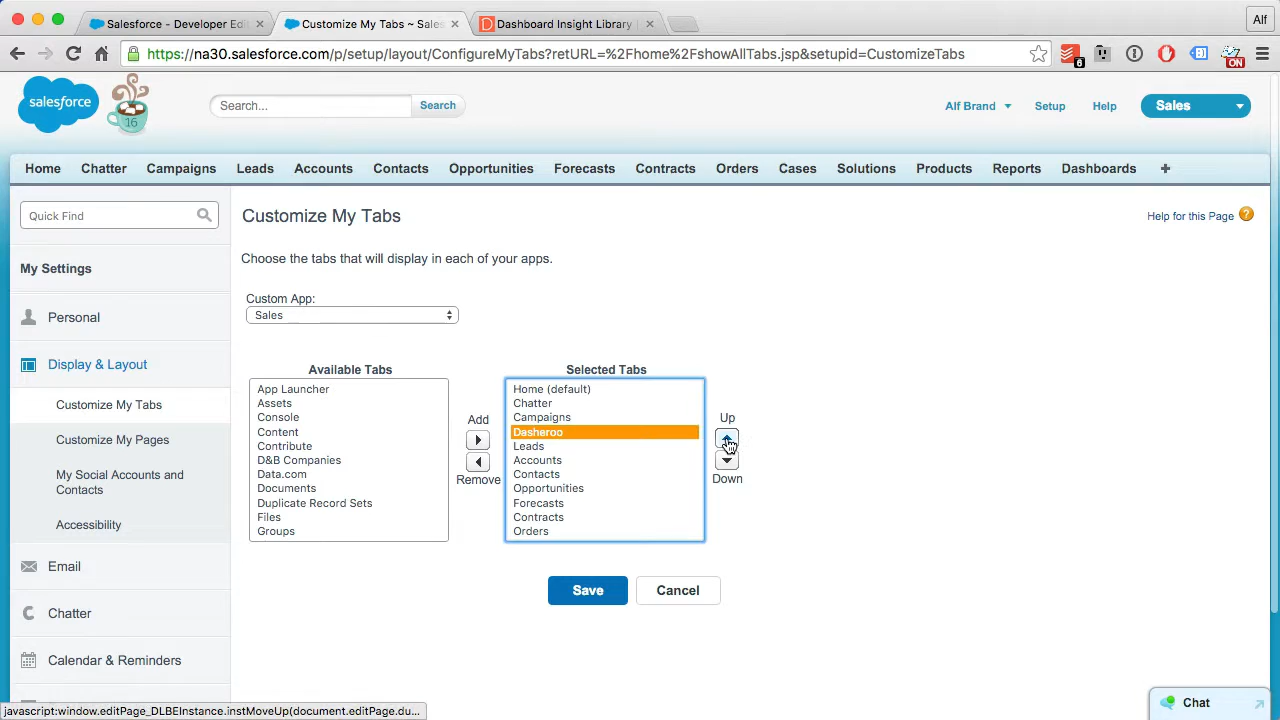 Salesforce - Developer Edi
Customize My Tabs ~ Sales
Dashboard Insight Library
Alf
https://na30.salesforce.com/p/setup/layout/ConfigureMyTabs?retURL=%2Fhome%2FshowAllTabs.jsp&setupid=CustomizeTabs
6
ON
salesforce
16
Search...
Search
Alf Brand
Setup
Help
Sales
Home Chatter Campaigns Leads Accounts Contacts Opportunities Forecasts Contracts Orders Cases Solutions Products Reports Dashboards +
Quick Find
My Settings
Personal
Display & Layout
Customize My Tabs
Customize My Pages
My Social Accounts and
Contacts
Accessibility
Email
Chatter
Calendar & Reminders
Customize My Tabs
Help for this Page ?
Choose the tabs that will display in each of your apps.
Custom App:
Sales
Available Tabs
App Launcher
Assets
Console
Content
Contribute
D&B Companies
Data.com
Documents
Duplicate Record Sets
Files
Groups
Add
Remove
Selected Tabs
Home (default)
Chatter
Campaigns
Dasheroo
Leads
Accounts
Contacts
Opportunities
Forecasts
Contracts
Orders
Up
Down
Save
Cancel
javascript:window.editPage_DLBEInstance.instMoveUp(document.editPage.du...
Chat